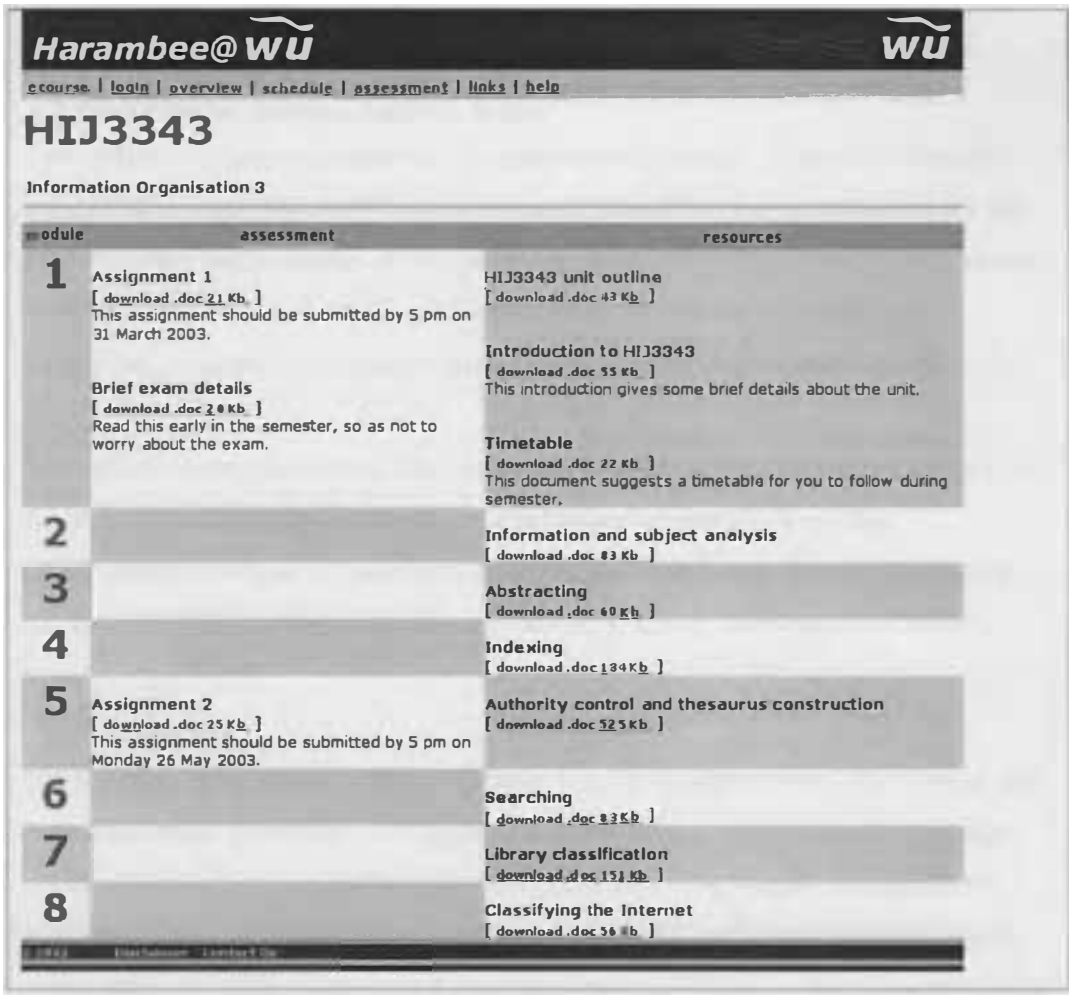 Harambee@wu
wu
ecourse | login | overview | schedule | assessment | links | help
HIJ3343
Information Organisation 3
module assessment resources
1
Assignment 1
[ download .doc 21 Kb ]
This assignment should be submitted by 5 pm on
31 March 2003.
Brief exam details
[ download .doc 20 Kb ]
Read this early in the semester, so as not to
worry about the exam.
HIJ3343 unit outline
[ download .doc 43 Kb ]
Introduction to HIJ3343
[ download .doc 55 Kb ]
This introduction gives some brief details about the unit.
Timetable
[ download .doc 22 Kb ]
This document suggests a timetable for you to follow during
semester.
2
Information and subject analysis
[ download .doc 83 Kb ]
3
Abstracting
[ download .doc 60 Kb ]
4
Indexing
[ download .doc 184 Kb ]
5
Assignment 2
[ download .doc 25 Kb ]
This assignment should be submitted by 5 pm on
Monday 26 May 2003.
Authority control and thesaurus construction
[ download .doc 525 Kb ]
6
Searching
[ download .doc 83 Kb ]
7
Library classification
[ download .doc 151 Kb ]
8
Classifying the Internet
[ download .doc 56 Kb ]
Contact Us